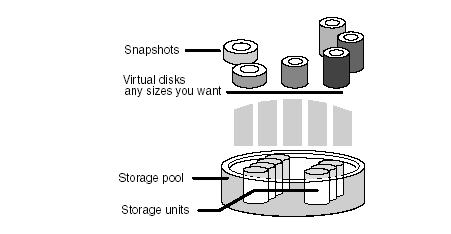 Snapshots
Virtual disks
any sizes you want
Storage pool
Storage units